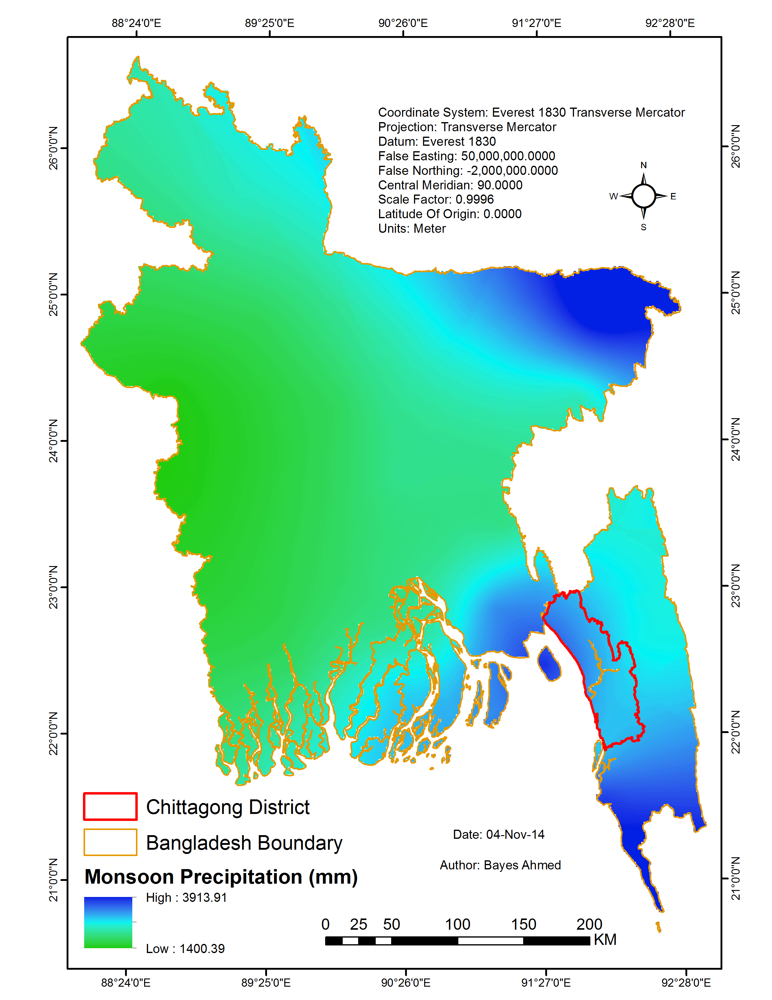 88°24'0"E 89°25'0"E 90°26'0"E 91°27'0"E 92°28'0"E
Coordinate System: Everest 1830 Transverse Mercator
Projection: Transverse Mercator
Datum: Everest 1830
False Easting: 50,000,000.0000
False Northing: -2,000,000.0000
Central Meridian: 90.0000
Scale Factor: 0.9996
Latitude Of Origin: 0.0000
Units: Meter
N
W E
S
26°0'0"N 26°0'0"N
25°0'0"N 25°0'0"N
24°0'0"N 24°0'0"N
23°0'0"N 23°0'0"N
22°0'0"N 22°0'0"N
21°0'0"N 21°0'0"N
Chittagong District
Bangladesh Boundary
Date: 04-Nov-14
Author: Bayes Ahmed
Monsoon Precipitation (mm)
High : 3913.91
Low : 1400.39
0 25 50 100 150 200
KM
88°24'0"E 89°25'0"E 90°26'0"E 91°27'0"E 92°28'0"E